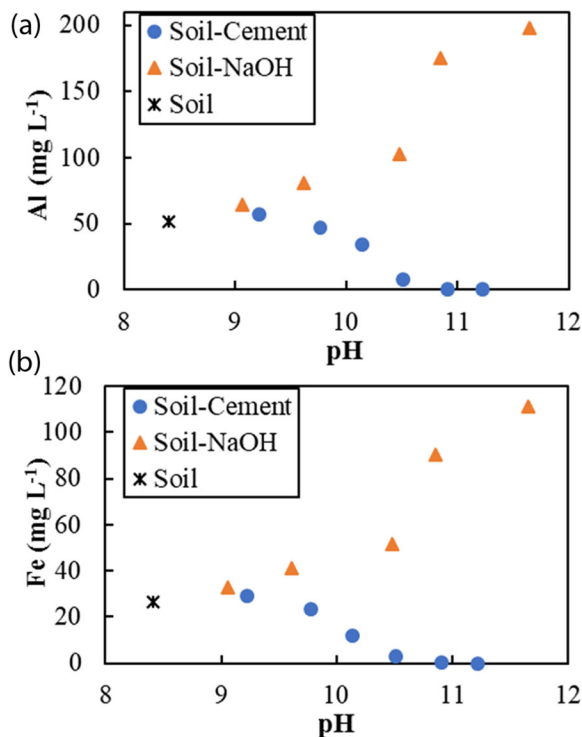 (a)
200
150
100
50
0
Al (mg L⁻¹)
Soil-Cement
Soil-NaOH
Soil
8 9 10 11 12
pH
(b)
120
100
80
60
40
20
0
Fe (mg L⁻¹)
Soil-Cement
Soil-NaOH
Soil
8 9 10 11 12
pH